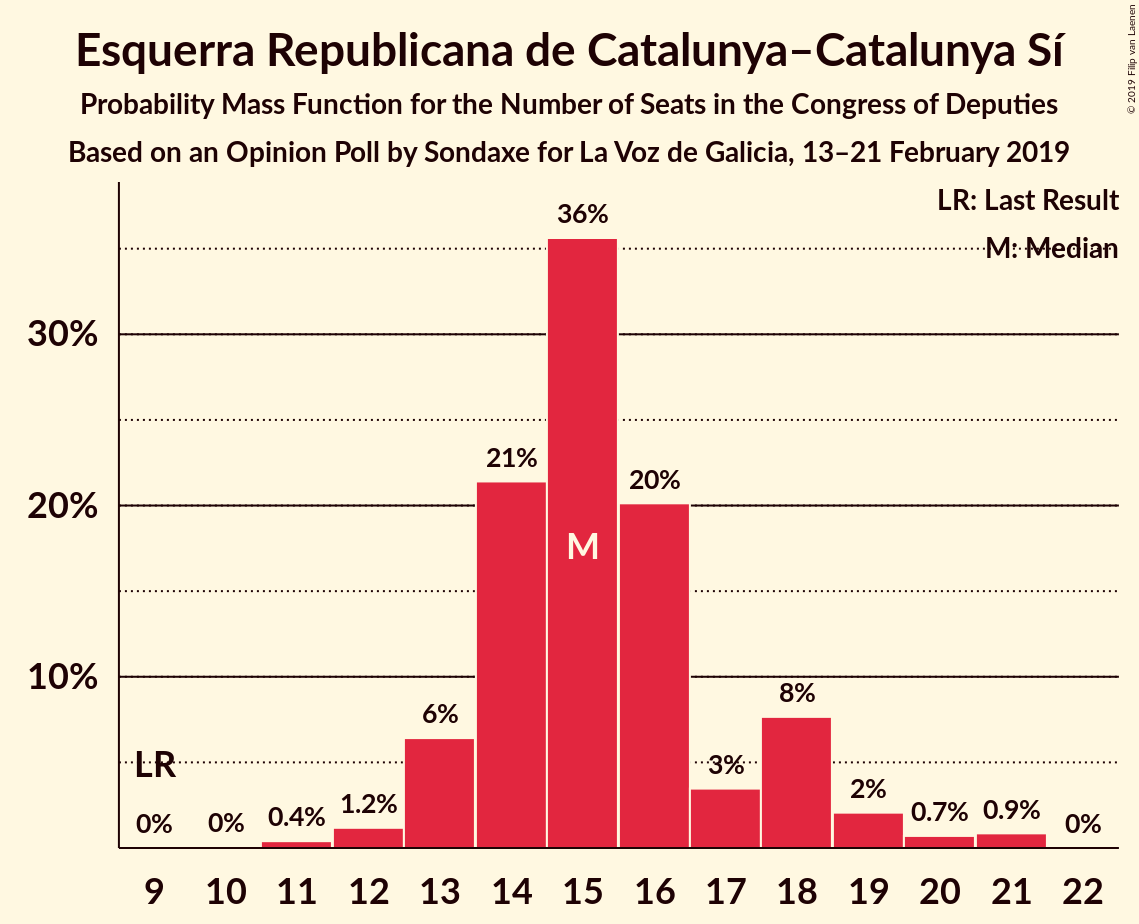 Esquerra Republicana de Catalunya–Catalunya Sí
Probability Mass Function for the Number of Seats in the Congress of Deputies
Based on an Opinion Poll by Sondaxe for La Voz de Galicia, 13–21 February 2019
© 2019 Filip van Laenen
LR: Last Result
M: Median
36%
30%
21%
20%
20%
M
10%
8%
6%
LR
3%
2%
1.2%
0.4%
0.7%
0.9%
0%
0%
0%
9 10 11 12 13 14 15 16 17 18 19 20 21 22